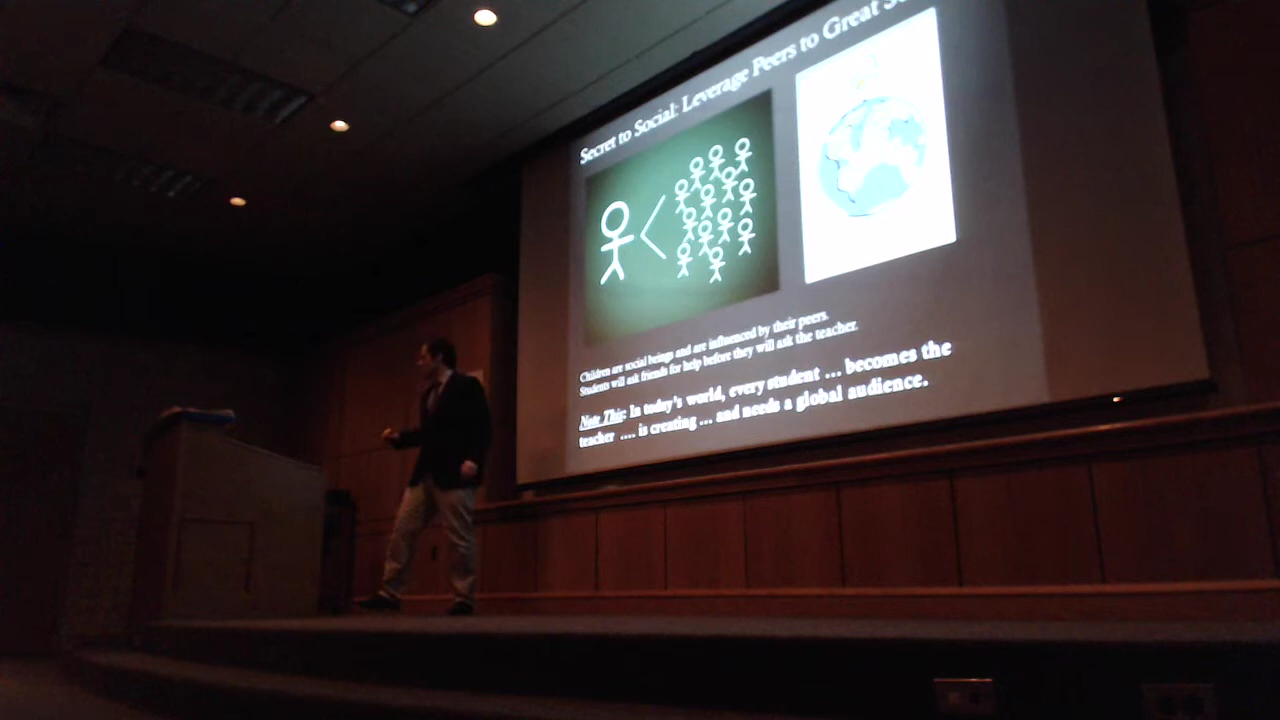 Secret to Social: Leverage Peers to Great
Children are social beings and are influenced by their peers.
Students will ask friends for help before they will ask the teacher.
Note This: In today's world, every student ... becomes the
teacher .... is creating ... and needs a global audience.